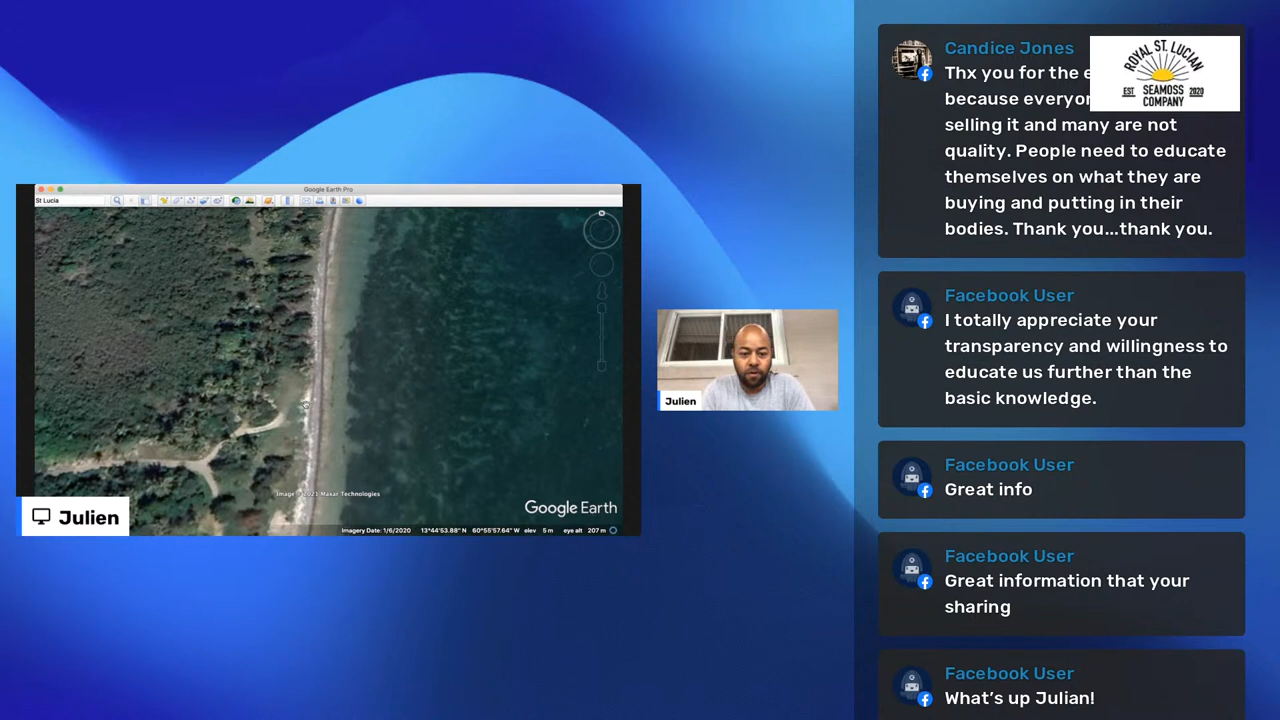 Google Earth Pro
St Lucia
Image © 2021 Maxar Technologies
Google Earth
Imagery Date: 1/6/2020 13°44'53.88" N 60°55'57.64" W elev 5 m eye alt 207 m
Julien
Julien
Candice Jones
Thx you for the
because
selling it and many are not
quality. People need to educate
themselves on what they are
buying and putting in their
bodies. Thank you...thank you.
ROYAL ST. LUCIAN
EST. SEAMOSS 2020
COMPANY
Facebook User
I totally appreciate your
transparency and willingness to
educate us further than the
basic knowledge.
Facebook User
Great info
Facebook User
Great information that your
sharing
Facebook User
What's up Julian!